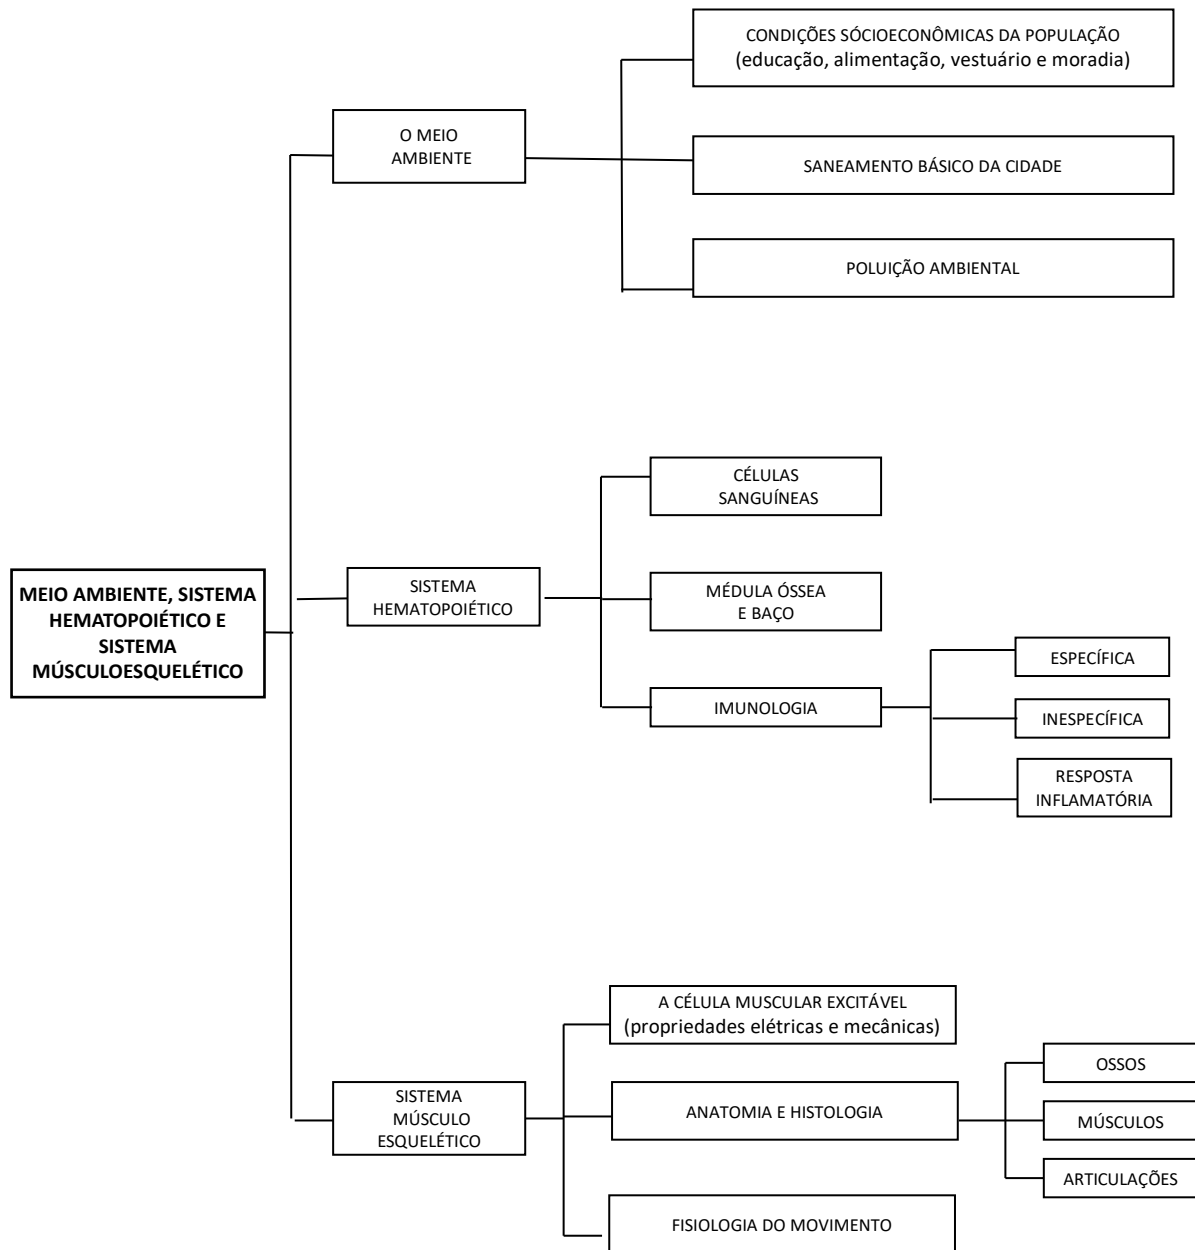 CONDIÇÕES SÓCIOECONÔMICAS DA POPULAÇÃO
(educação, alimentação, vestuário e moradia)
O MEIO
AMBIENTE
SANEAMENTO BÁSICO DA CIDADE
POLUIÇÃO AMBIENTAL
CÉLULAS
SANGUÍNEAS
MEIO AMBIENTE, SISTEMA
HEMATOPOIÉTICO E
SISTEMA
MÚSCULOESQUELÉTICO
SISTEMA
HEMATOPOIÉTICO
MÉDULA ÓSSEA
E BAÇO
IMUNOLOGIA
ESPECÍFICA
INESPECÍFICA
RESPOSTA
INFLAMATÓRIA
A CÉLULA MUSCULAR EXCITÁVEL
(propriedades elétricas e mecânicas)
SISTEMA
MÚSCULO
ESQUELÉTICO
ANATOMIA E HISTOLOGIA
OSSOS
MÚSCULOS
ARTICULAÇÕES
FISIOLOGIA DO MOVIMENTO